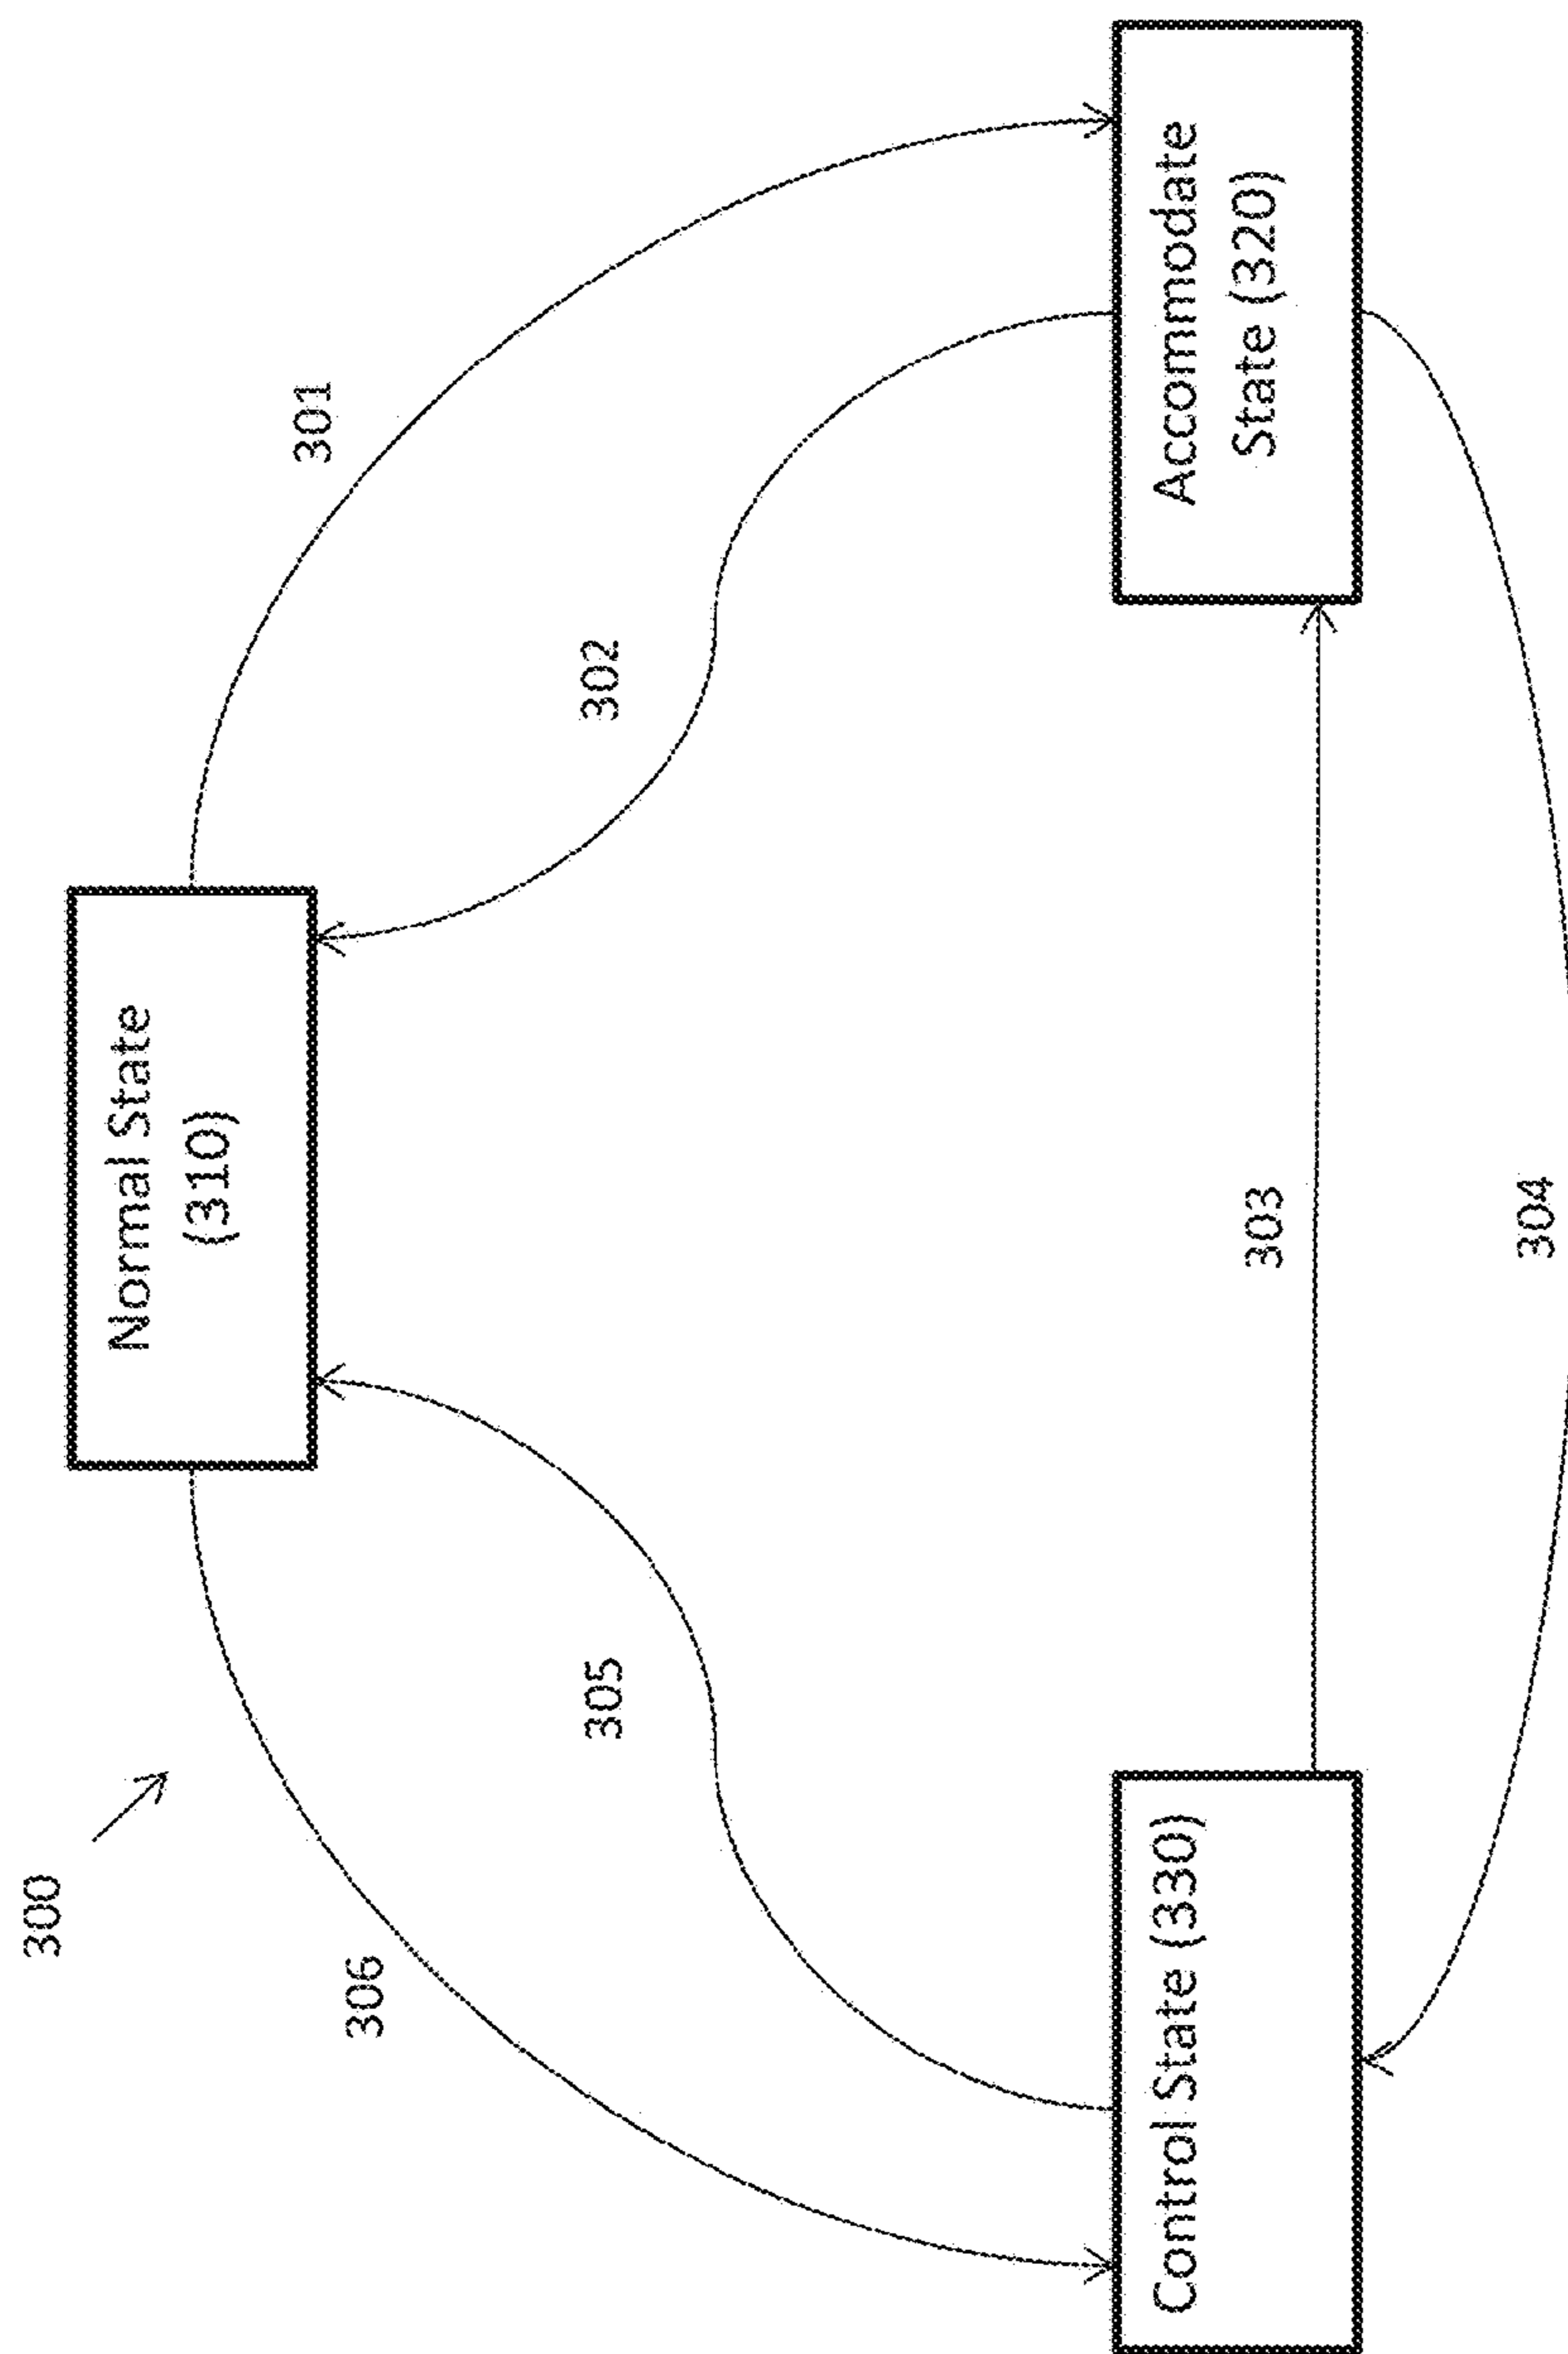 300
Normal State
(310)
306
301
305
302
Control State (330)
303
Accommodate
State (320)
304